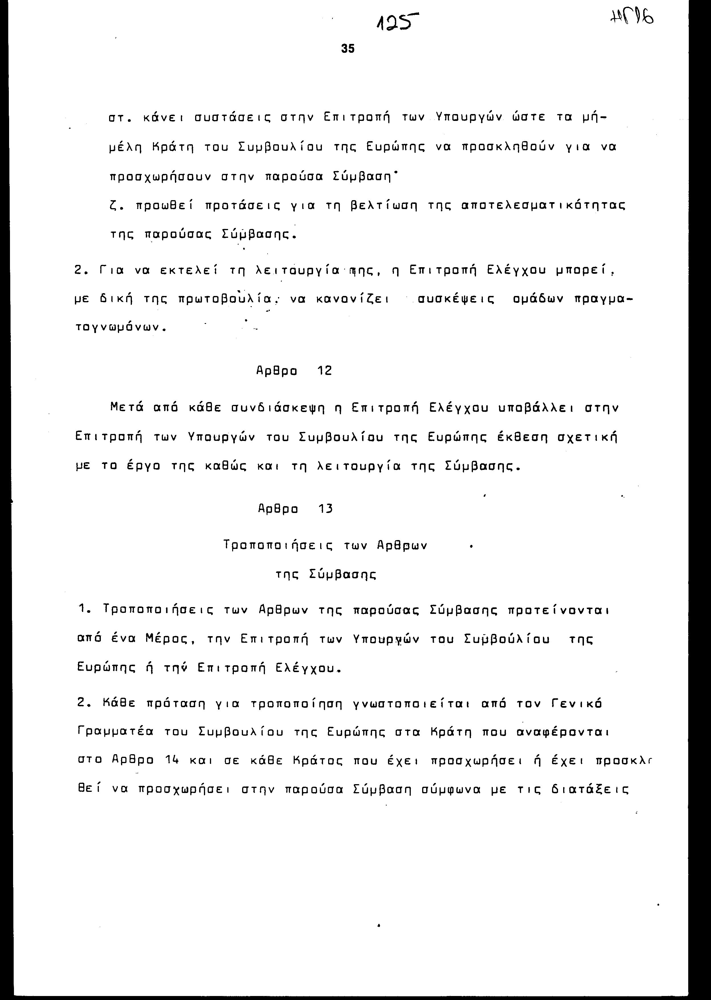 125
35
στ. κάνει συστάσεις στην Επιτροπή των Υπουργών ώστε τα μή-
μέλη Κράτη του Συμβουλίου της Ευρώπης να προσκληθούν για να
προσχωρήσουν στην παρούσα Σύμβαση·
ζ. προωθεί προτάσεις για τη βελτίωση της αποτελεσματικότητας
της παρούσας Σύμβασης.
2. Για να εκτελεί τη λειτουργία της, η Επιτροπή Ελέγχου μπορεί,
με δική της πρωτοβουλία, να κανονίζει συσκέψεις ομάδων πραγμα-
τογνωμόνων.
Αρθρο 12
Μετά από κάθε συνδιάσκεψη η Επιτροπή Ελέγχου υποβάλλει στην
Επιτροπή των Υπουργών του Συμβουλίου της Ευρώπης έκθεση σχετική
με το έργο της καθώς και τη λειτουργία της Σύμβασης.
Αρθρο 13
Τροποποιήσεις των Αρθρων
της Σύμβασης
1. Τροποποιήσεις των Αρθρων της παρούσας Σύμβασης προτείνονται
από ένα Μέρος, την Επιτροπή των Υπουργών του Συμβούλίου της
Ευρώπης ή την Επιτροπή Ελέγχου.
2. Κάθε πρόταση για τροποποίηση γνωστοποιείται από τον Γενικό
Γραμματέα του Συμβουλίου της Ευρώπης στα Κράτη που αναφέρονται
στο Αρθρο 14 και σε κάθε Κράτος που έχει προσχωρήσει ή έχει προσκλ
θεί να προσχωρήσει στην παρούσα Σύμβαση σύμφωνα με τις διατάξεις